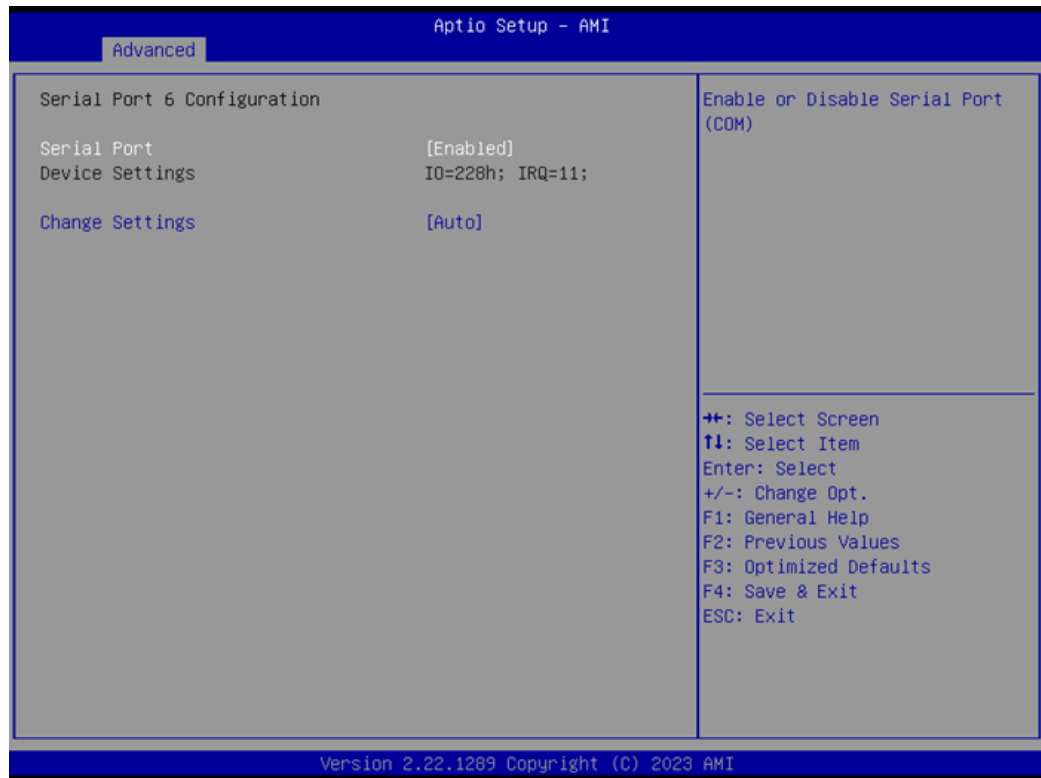 Aptio Setup – AMI
Advanced
Serial Port 6 Configuration
Serial Port [Enabled]
Device Settings IO=228h; IRQ=11;
Change Settings [Auto]
Enable or Disable Serial Port
(COM)
→←: Select Screen
↑↓: Select Item
Enter: Select
+/-: Change Opt.
F1: General Help
F2: Previous Values
F3: Optimized Defaults
F4: Save & Exit
ESC: Exit
Version 2.22.1289 Copyright (C) 2023 AMI